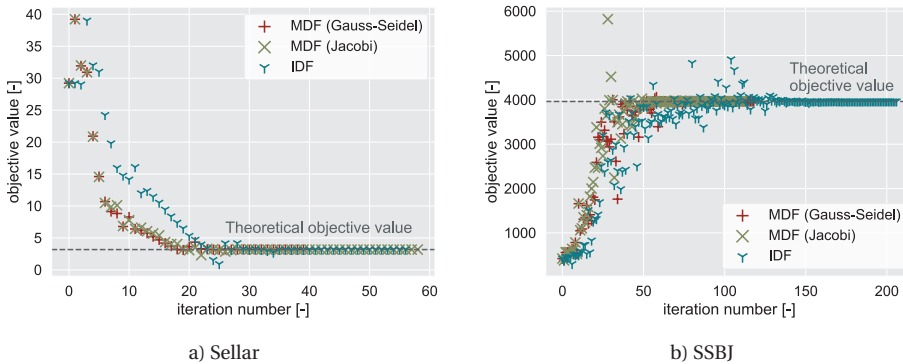 40
35
30
25
20
15
10
5
0
objective value [-]
MDF (Gauss-Seidel)
MDF (Jacobi)
IDF
Theoretical objective value
0
10
20
30
40
50
60
iteration number [-]
a) Sellar
6000
5000
4000
3000
2000
1000
objective value [-]
Theoretical
objective value
MDF (Gauss-Seidel)
MDF (Jacobi)
IDF
0
50
100
150
200
iteration number [-]
b) SSBJ